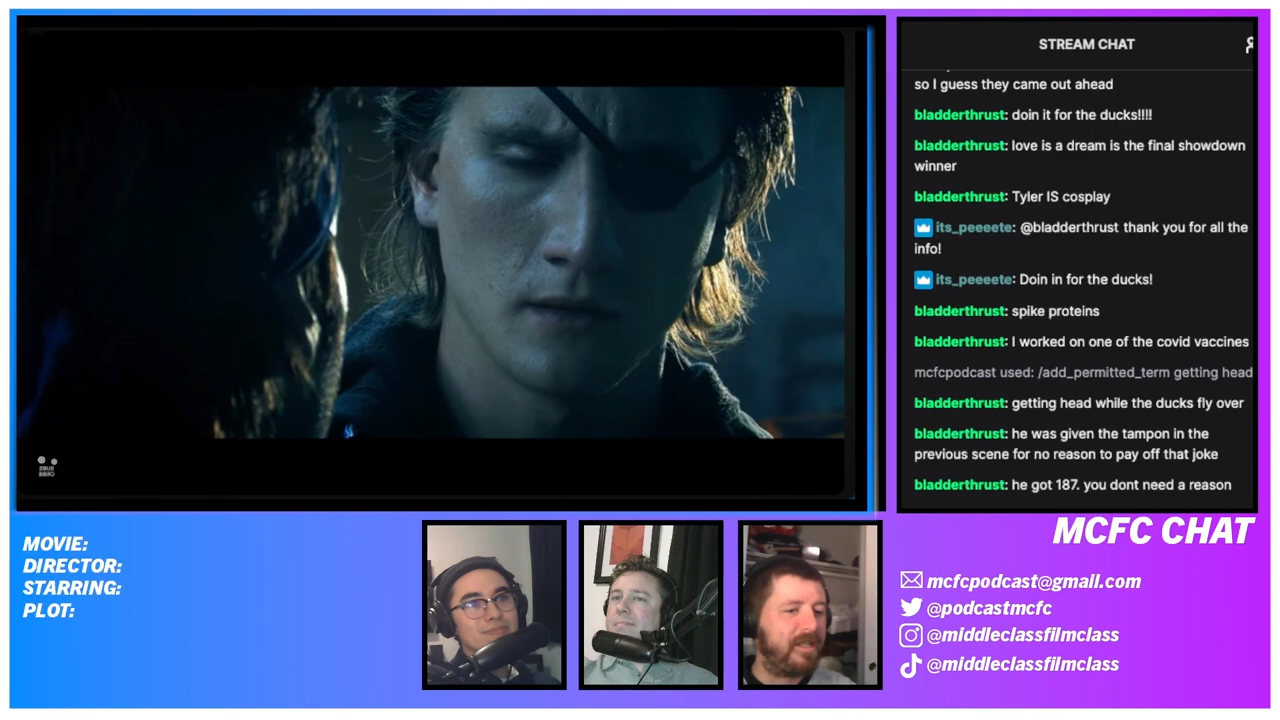 STREAM CHAT
so I guess they came out ahead
bladderthrust: doin it for the ducks!!!!
bladderthrust: love is a dream is the final showdown
winner
bladderthrust: Tyler IS cosplay
its_peeeete: @bladderthrust thank you for all the
info!
its_peeeete: Doin in for the ducks!
bladderthrust: spike proteins
bladderthrust: I worked on one of the covid vaccines
mcfcpodcast used: /add_permitted_term getting head
bladderthrust: getting head while the ducks fly over
bladderthrust: he was given the tampon in the
previous scene for no reason to pay off that joke
bladderthrust: he got 187. you dont need a reason
MOVIE:
DIRECTOR:
STARRING:
PLOT:
MCFC CHAT
mcfcpodcast@gmail.com
@podcastmcfc
@middleclassfilmclass
@middleclassfilmclass